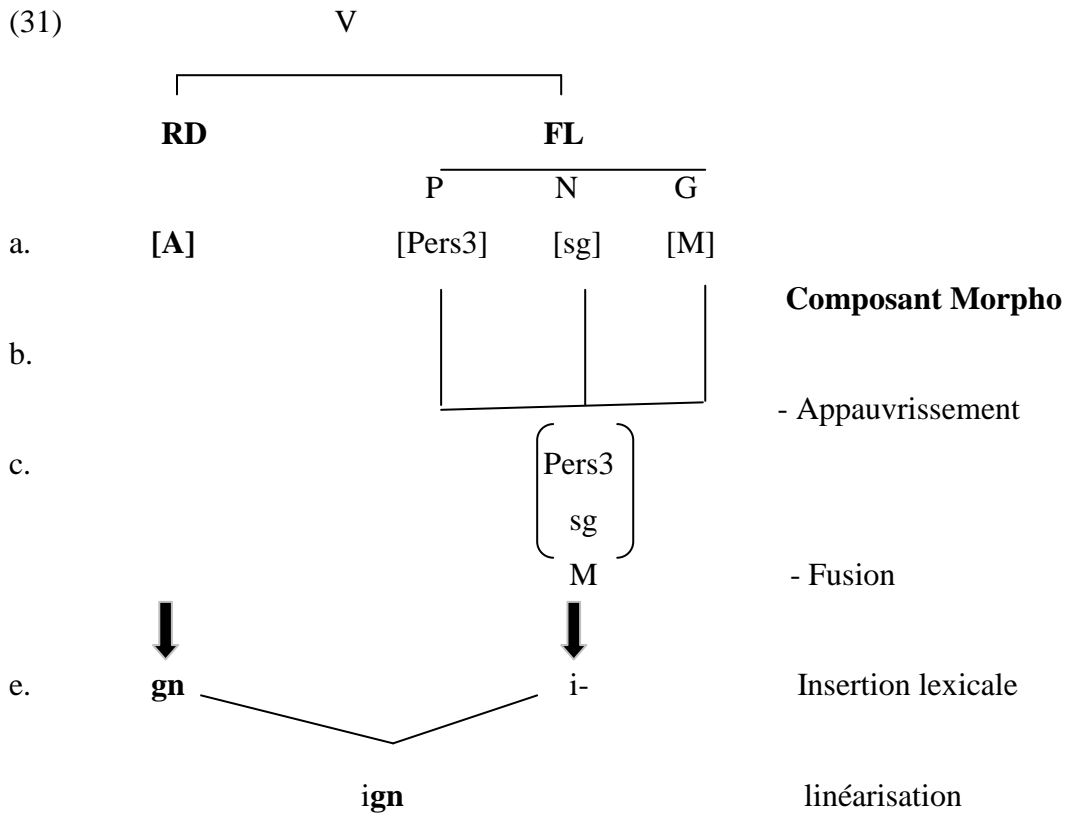 (31) V
RD FL
P N G
a. [A] [Pers3] [sg] [M]
Composant Morpho
b.
- Appauvrissement
c. Pers3
sg
M - Fusion
e. gn i- Insertion lexicale
ign linéarisation